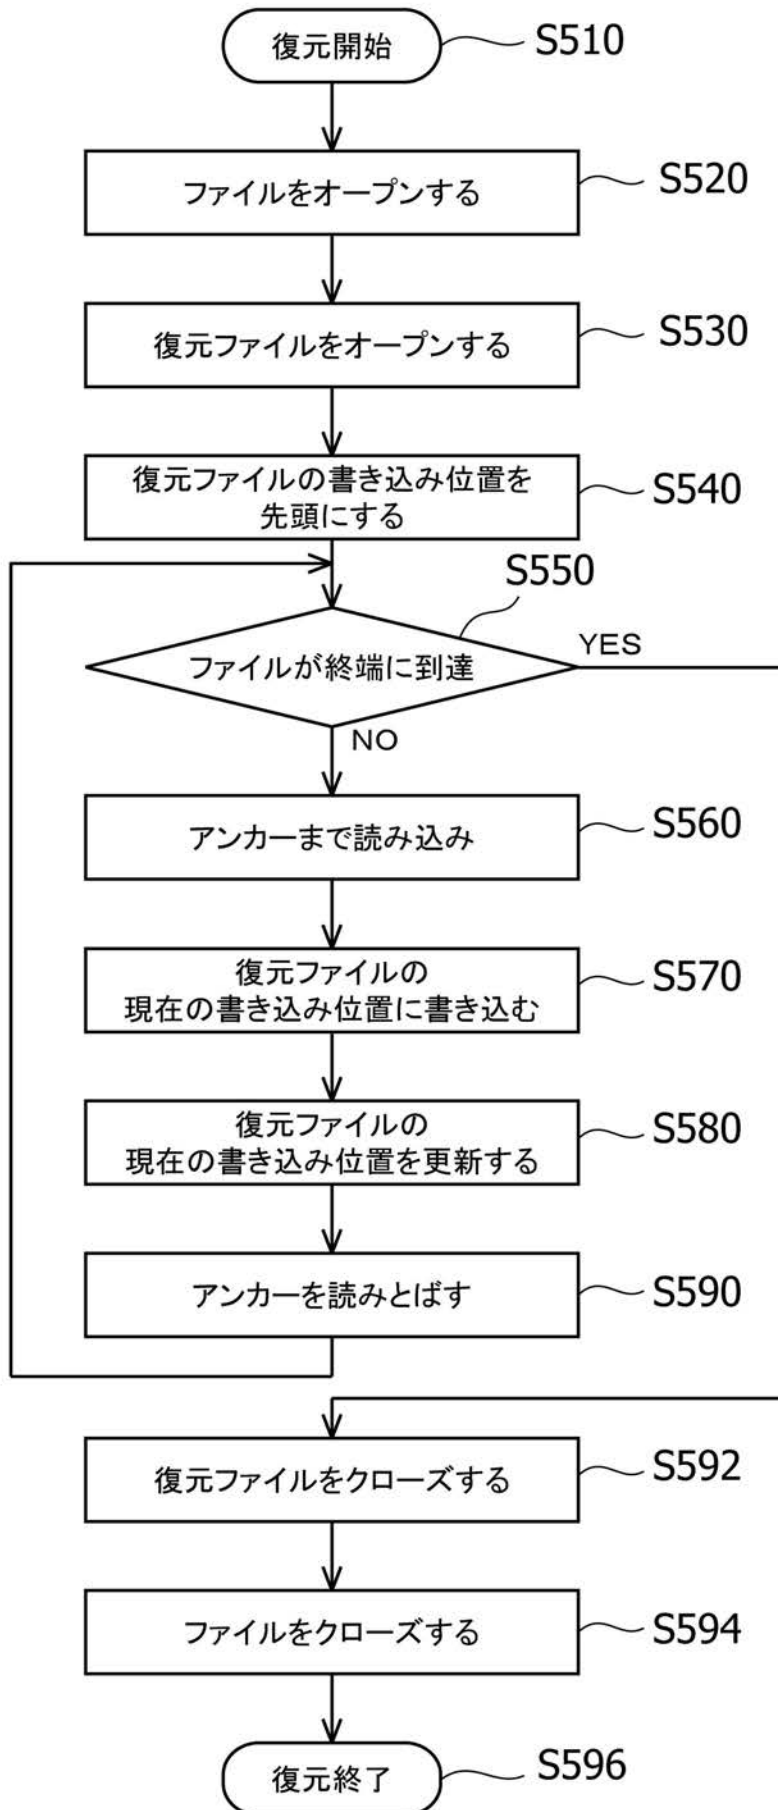 復元開始
S510
ファイルをオープンする
S520
復元ファイルをオープンする
S530
復元ファイルの書き込み位置を
先頭にする
S540
S550
ファイルが終端に到達
YES
NO
アンカーまで読み込み
S560
復元ファイルの
現在の書き込み位置に書き込む
S570
復元ファイルの
現在の書き込み位置を更新する
S580
アンカーを読みとばす
S590
復元ファイルをクローズする
S592
ファイルをクローズする
S594
復元終了
S596